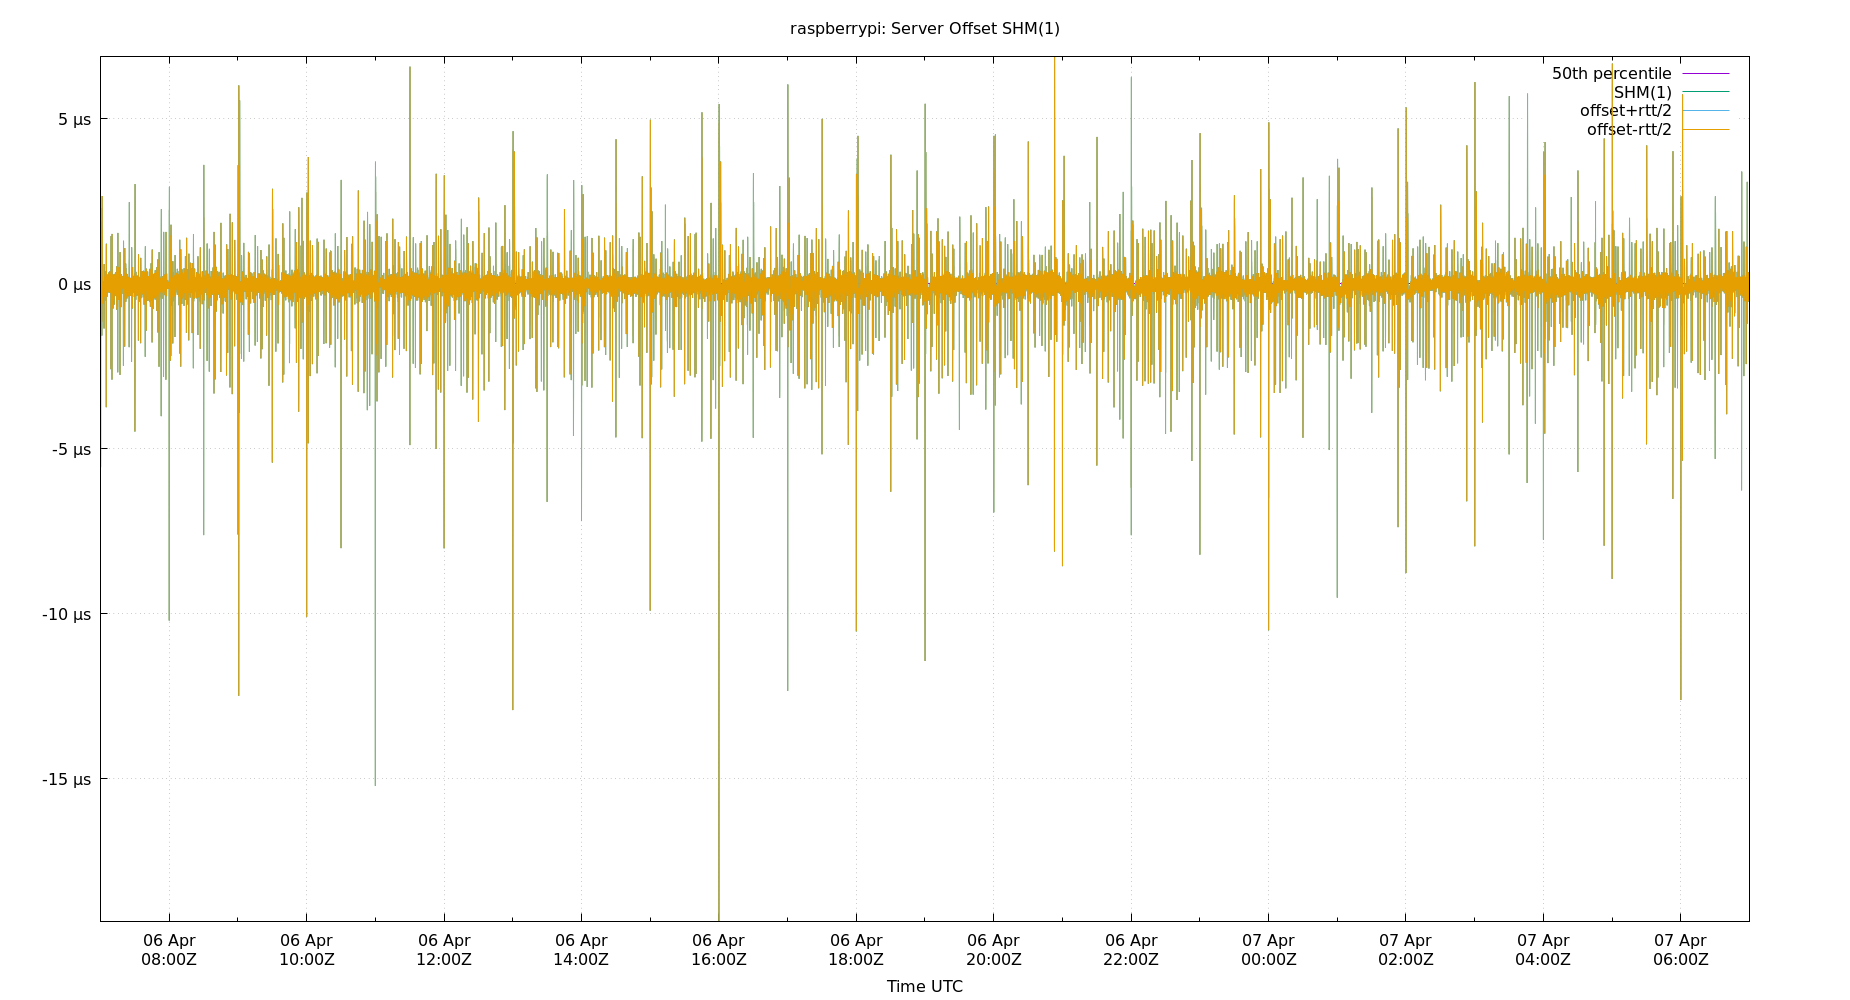 raspberrypi: Server Offset SHM(1)
50th percentile
SHM(1)
offset+rtt/2
offset-rtt/2
5 µs
0 µs
-5 µs
-10 µs
-15 µs
06 Apr 06 Apr 06 Apr 06 Apr 06 Apr 06 Apr 06 Apr 06 Apr 07 Apr 07 Apr 07 Apr 07 Apr
08:00Z 10:00Z 12:00Z 14:00Z 16:00Z 18:00Z 20:00Z 22:00Z 00:00Z 02:00Z 04:00Z 06:00Z
Time UTC